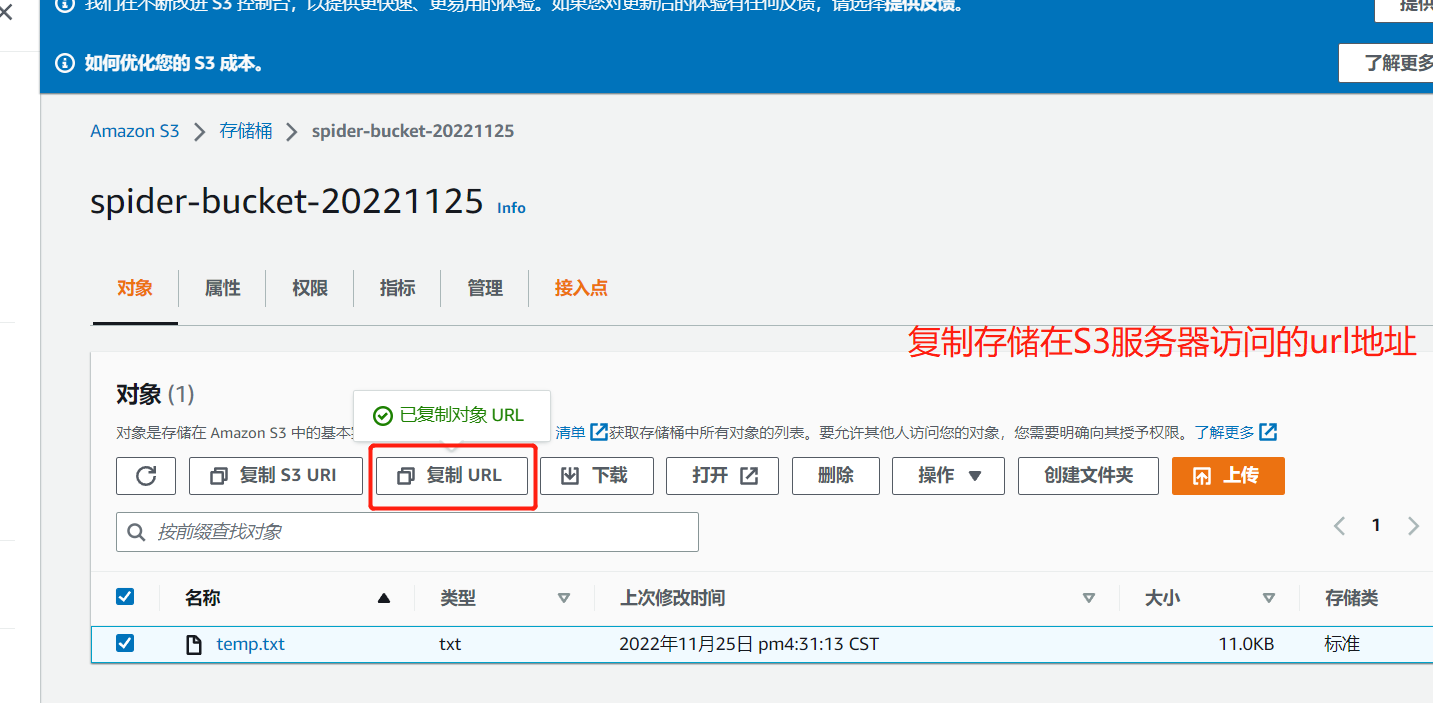 我们在不断改进 S3 控制台，以提供更快速、更易用的体验。如果您对更新后的体验有任何反馈，请选择提供反馈。
提供
如何优化您的 S3 成本。
了解更多
Amazon S3 存储桶 spider-bucket-20221125
spider-bucket-20221125 Info
对象 属性 权限 指标 管理 接入点
复制存储在S3服务器访问的url地址
对象 (1)
已复制对象 URL
对象是存储在 Amazon S3 中的基本 清单 获取存储桶中所有对象的列表。要允许其他人访问您的对象，您需要明确向其授予权限。了解更多
复制 S3 URI 复制 URL 下载 打开 删除 操作 创建文件夹 上传
按前缀查找对象
1
名称 类型 上次修改时间 大小 存储类
temp.txt txt 2022年11月25日 pm4:31:13 CST 11.0KB 标准